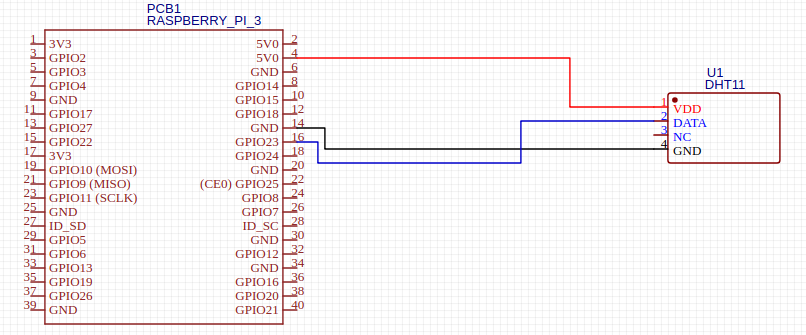 PCB1
RASPBERRY_PI_3
1 3V3 5V0 2
3 GPIO2 5V0 4
5 GPIO3 GND 6
7 GPIO4 GPIO14 8
9 GND GPIO15 10
11 GPIO17 GPIO18 12
13 GPIO27 GND 14
15 GPIO22 GPIO23 16
17 3V3 GPIO24 18
19 GPIO10 (MOSI) GND 20
21 GPIO9 (MISO) (CE0) GPIO25 22
23 GPIO11 (SCLK) GPIO8 24
25 GND GPIO7 26
27 ID_SD ID_SC 28
29 GPIO5 GND 30
31 GPIO6 GPIO12 32
33 GPIO13 GND 34
35 GPIO19 GPIO16 36
37 GPIO26 GPIO20 38
39 GND GPIO21 40
U1
DHT11
1 VDD
2 DATA
3 NC
4 GND